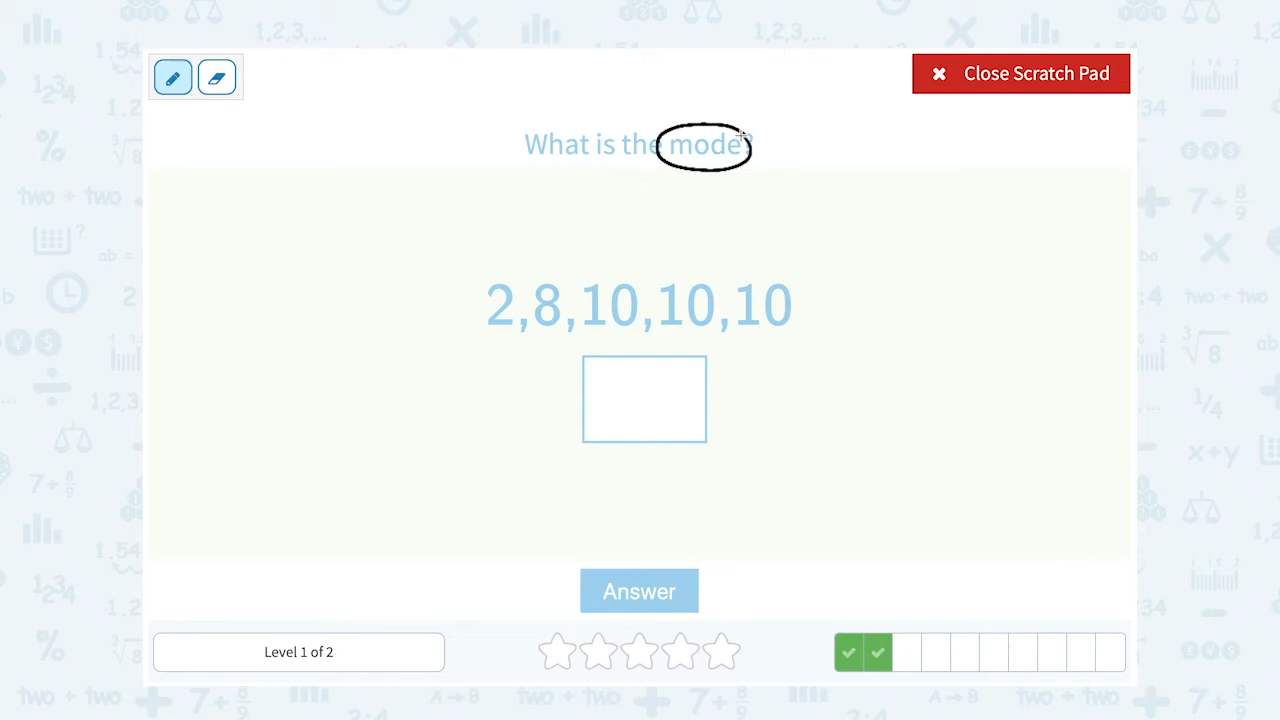 Close Scratch Pad
What is the mode?
2,8,10,10,10
Answer
Level 1 of 2